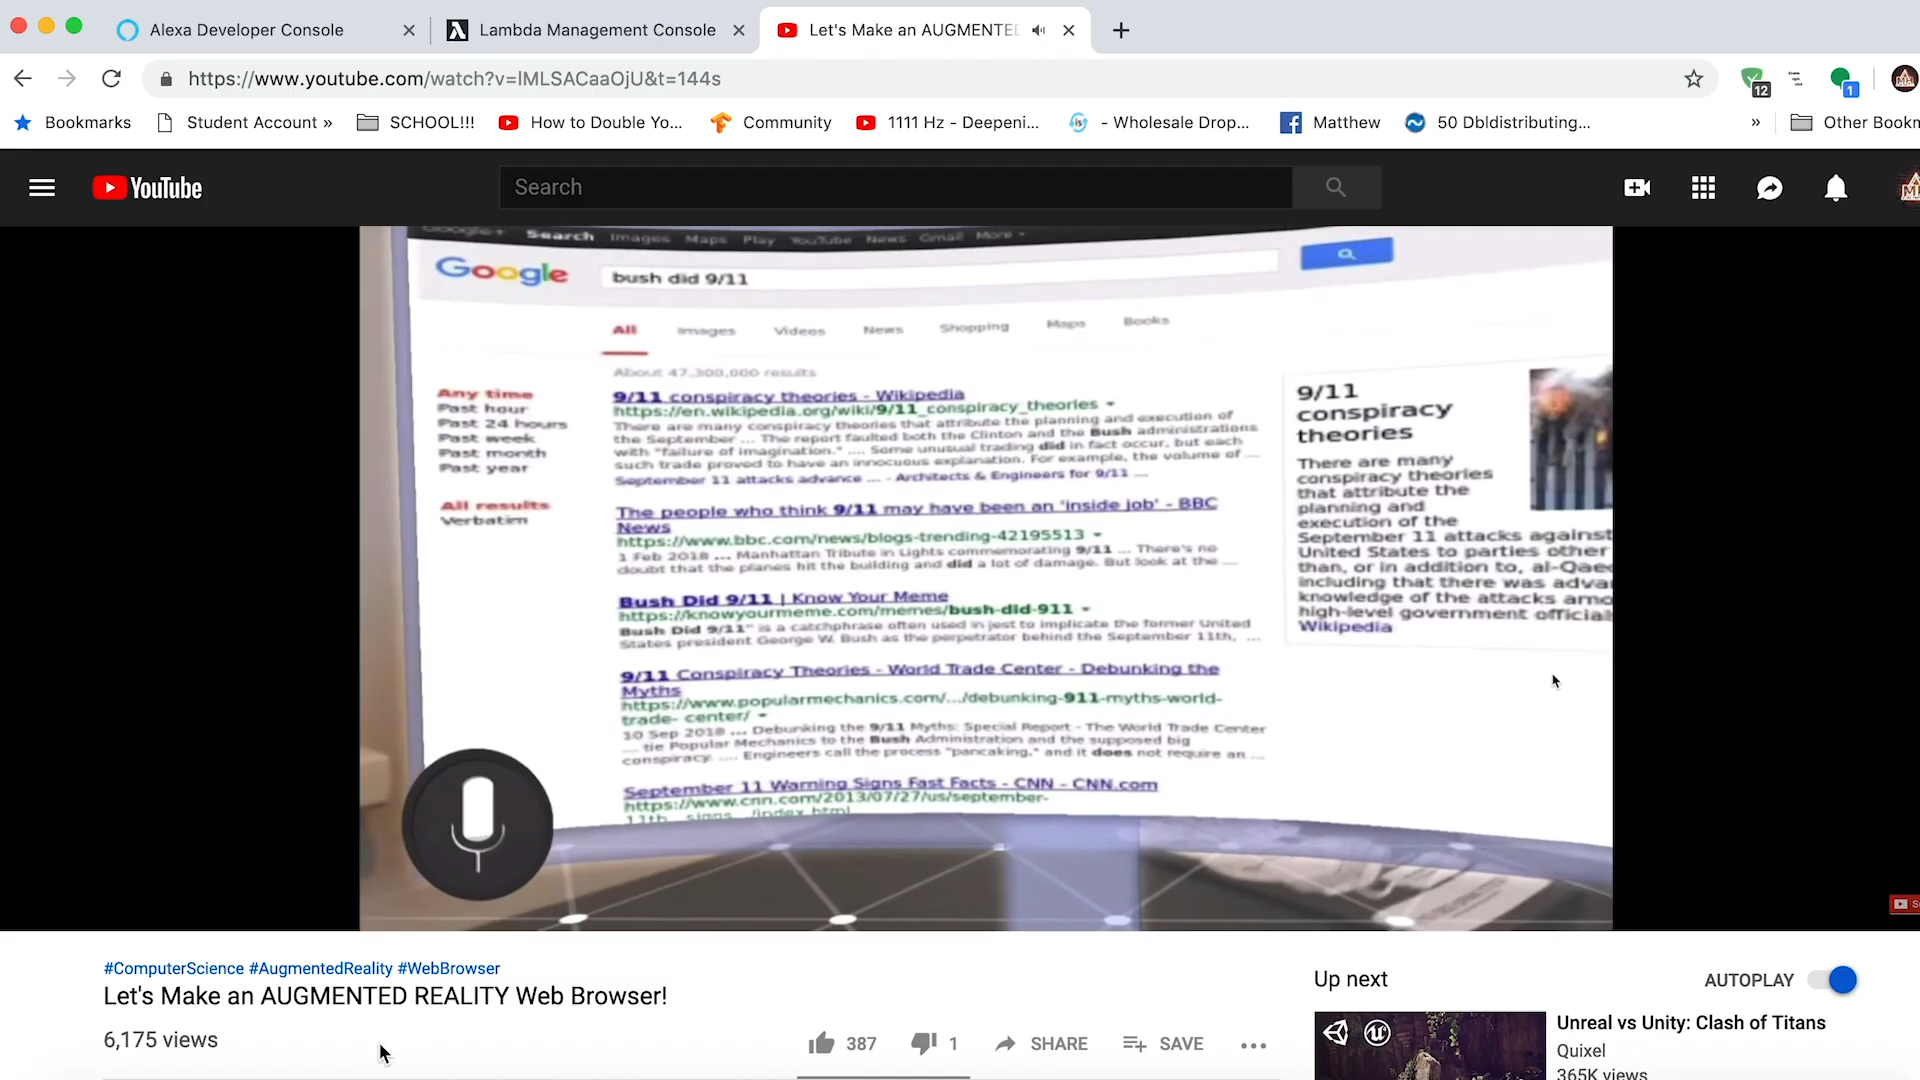 Alexa Developer Console
Lambda Management Console
Let's Make an AUGMENTED
https://www.youtube.com/watch?v=lMLSACaaOjU&t=144s
12
1
Bookmarks
Student Account »
SCHOOL!!!
How to Double Yo...
Community
1111 Hz - Deepeni...
- Wholesale Drop...
Matthew
50 Dbldistributing...
»
Other Bookm
YouTube
Search
Google+ Search Images Maps Play YouTube News Gmail More
Google
bush did 9/11
All Images Videos News Shopping Maps Books
About 47,300,000 results
Any time
Past hour
Past 24 hours
Past week
Past month
Past year
All results
Verbatim
9/11 conspiracy theories - Wikipedia
https://en.wikipedia.org/wiki/9/11_conspiracy_theories
There are many conspiracy theories that attribute the planning and execution of
the September ... The report faulted both the Clinton and the Bush administrations
with "failure of imagination." .... Some unusual trading did in fact occur, but each
such trade proved to have an innocuous explanation. For example, the volume of ...
September 11 attacks advance ... - Architects & Engineers for 9/11 ...
The people who think 9/11 may have been an 'inside job' - BBC
News
https://www.bbc.com/news/blogs-trending-42195513
1 Feb 2018 ... Manhattan Tribute in Lights commemorating 9/11 ... There's no
doubt that the planes hit the building and did a lot of damage. But look at the ...
Bush Did 9/11 | Know Your Meme
https://knowyourmeme.com/memes/bush-did-911
Bush Did 9/11" is a catchphrase often used in jest to implicate the former United
States president George W. Bush as the perpetrator behind the September 11th, ...
9/11 Conspiracy Theories - World Trade Center - Debunking the
Myths
https://www.popularmechanics.com/.../debunking-911-myths-world-
trade- center/
10 Sep 2018 ... Debunking the 9/11 Myths: Special Report - The World Trade Center
... tie Popular Mechanics to the Bush Administration and the supposed big
conspiracy. .... Engineers call the process "pancaking," and it does not require an ...
September 11 Warning Signs Fast Facts - CNN - CNN.com
https://www.cnn.com/2013/07/27/us/september-
9/11
conspiracy
theories
There are many
conspiracy theories
that attribute the
planning and
execution of the
September 11 attacks against
United States to parties other
than, or in addition to, al-Qaed
including that there was adva
knowledge of the attacks amo
high-level government official
Wikipedia
#ComputerScience #AugmentedReality #WebBrowser
Let's Make an AUGMENTED REALITY Web Browser!
6,175 views
387
1
SHARE
SAVE
Up next
AUTOPLAY
Unreal vs Unity: Clash of Titans
Quixel
365K views